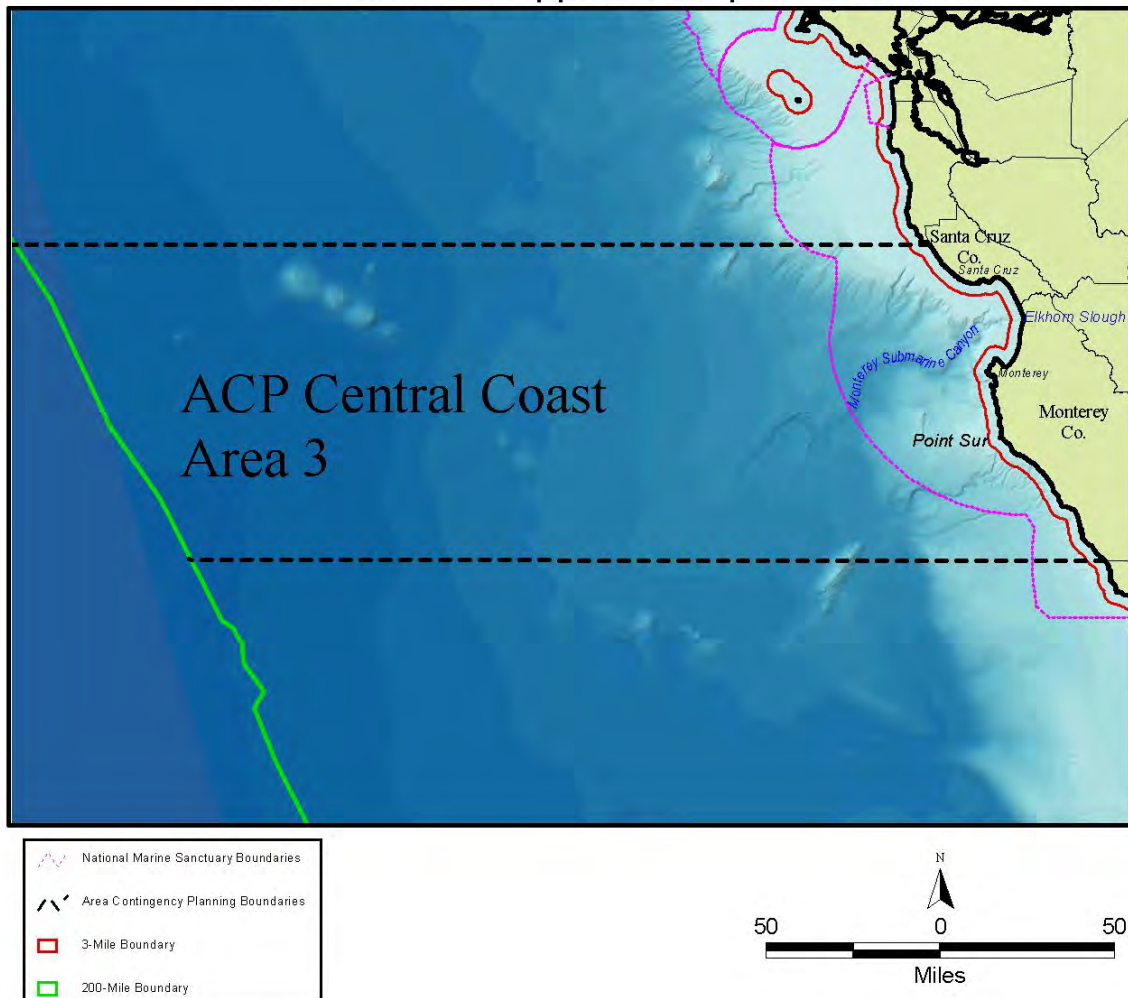 Santa Cruz
Co.
Santa Cruz
Elkhorn Slough
Monterey Submarine Canyon
Monterey
ACP Central Coast
Area 3
Monterey
Co.
Point Sur
National Marine Sanctuary Boundaries
Area Contingency Planning Boundaries
3-Mile Boundary
200-Mile Boundary
N
50 0 50
Miles